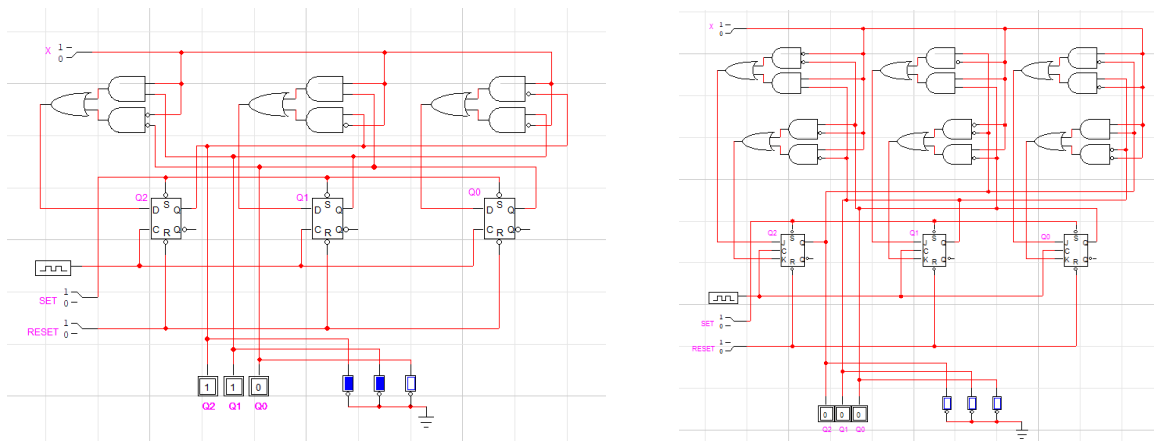 X 1
0
Q2
S
D Q
C R Q
Q1
S
D Q
C R Q
Q0
S
D Q
C R Q
SET 1
0
RESET 1
0
1 1 0
Q2 Q1 Q0
X 1
0
Q2
S
J Q
C
K R Q
Q1
S
J Q
C
K R Q
Q0
S
J Q
C
K R Q
SET 1
0
RESET 1
0
0 0 0
Q2 Q1 Q0